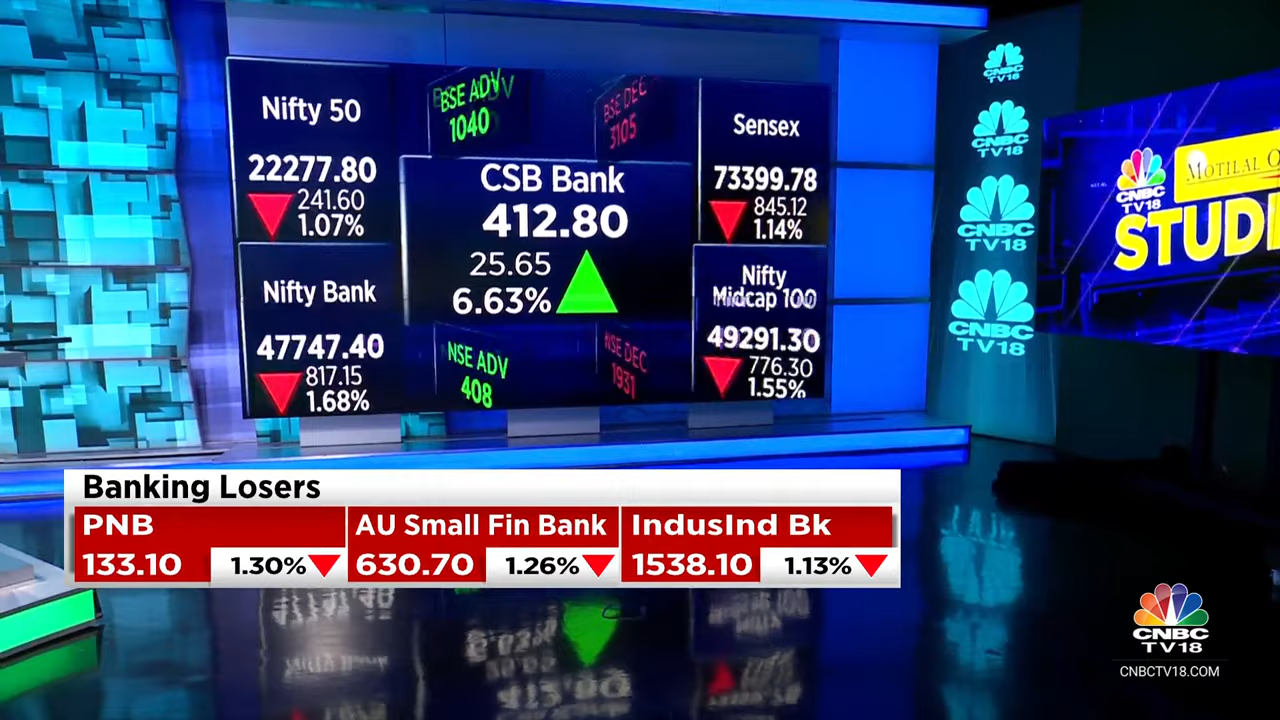 Nifty 50
22277.80
241.60
1.07%
Nifty Bank
47747.40
817.15
1.68%
BSE ADV
1040
BSE DEC
3105
CSB Bank
412.80
25.65
6.63%
NSE ADV
408
NSE DEC
1931
Sensex
73399.78
845.12
1.14%
Nifty
Midcap 100
49291.30
776.30
1.55%
CNBC
TV18
CNBC
TV18
CNBC
TV18
CNBC
TV18
CNBC
TV18
MOTILAL
STUDI
Banking Losers
PNB
133.10 1.30%
AU Small Fin Bank
630.70 1.26%
IndusInd Bk
1538.10 1.13%
CNBC
TV18
CNBCTV18.COM